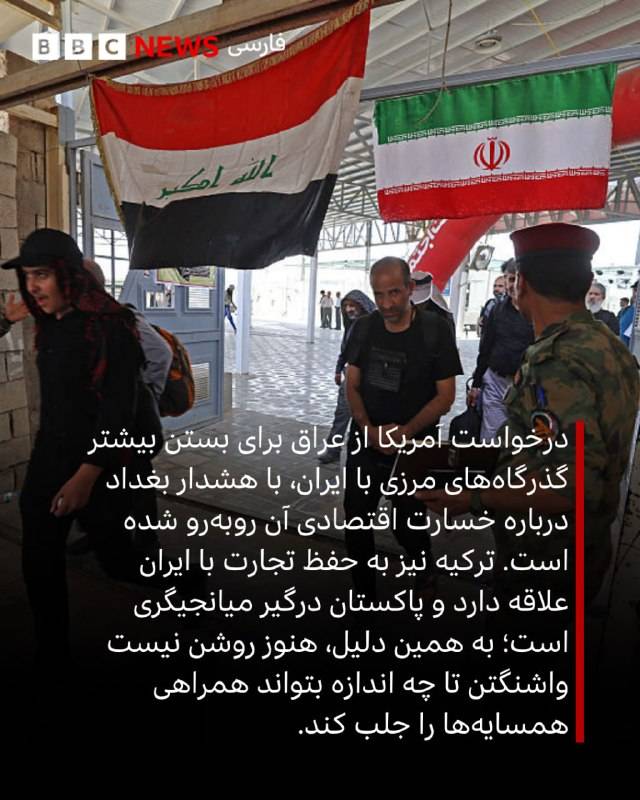 BBC NEWS فارسی
الله اكبر
درخواست آمریکا از عراق برای بستن بیشتر
گذرگاه‌های مرزی با ایران، با هشدار بغداد
درباره خسارت اقتصادی آن روبه‌رو شده
است. ترکیه نیز به حفظ تجارت با ایران
علاقه دارد و پاکستان درگیر میانجیگری
است؛ به همین دلیل، هنوز روشن نیست
واشنگتن تا چه اندازه بتواند همراهی
همسایه‌ها را جلب کند.